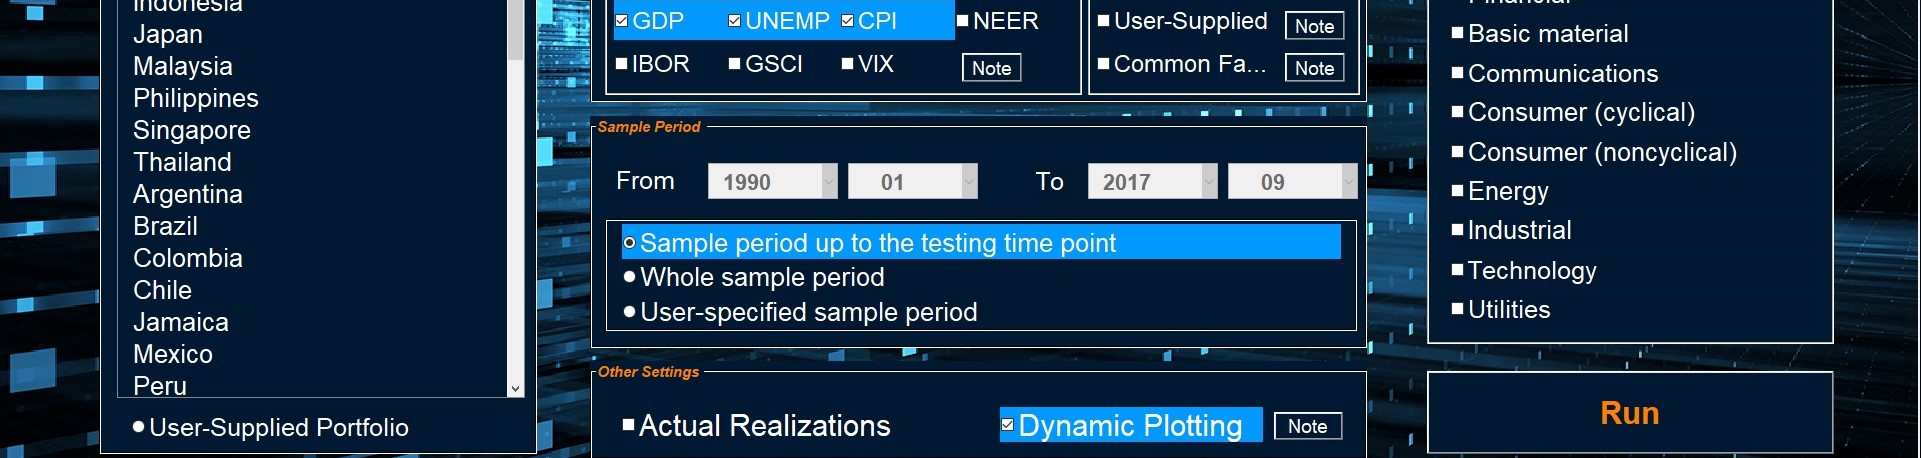 Indonesia
Japan
Malaysia
Philippines
Singapore
Thailand
Argentina
Brazil
Colombia
Chile
Jamaica
Mexico
Peru
User-Supplied Portfolio
GDP UNEMP CPI NEER
IBOR GSCI VIX Note
User-Supplied Note
Common Fa... Note
Sample Period
From 1990 01 To 2017 09
Sample period up to the testing time point
Whole sample period
User-specified sample period
Other Settings
Actual Realizations Dynamic Plotting Note
Financial
Basic material
Communications
Consumer (cyclical)
Consumer (noncyclical)
Energy
Industrial
Technology
Utilities
Run